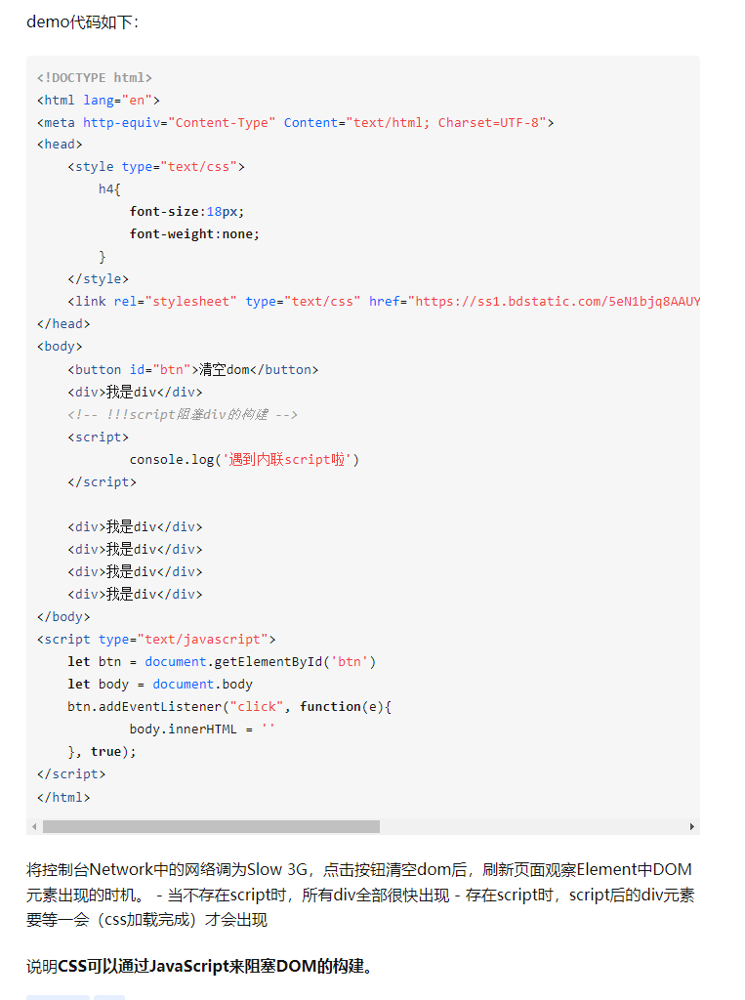 demo代码如下：
<!DOCTYPE html>
<html lang="en">
<meta http-equiv="Content-Type" Content="text/html; Charset=UTF-8">
<head>
    <style type="text/css">
        h4{
            font-size:18px;
            font-weight:none;
        }
    </style>
    <link rel="stylesheet" type="text/css" href="https://ss1.bdstatic.com/5eN1bjq8AAUY
</head>
<body>
    <button id="btn">清空dom</button>
    <div>我是div</div>
    <!-- !!!script阻塞div的构建 -->
    <script>
            console.log('遇到内联script啦')
    </script>
    <div>我是div</div>
    <div>我是div</div>
    <div>我是div</div>
    <div>我是div</div>
</body>
<script type="text/javascript">
    let btn = document.getElementById('btn')
    let body = document.body
    btn.addEventListener("click", function(e){
            body.innerHTML = ''
    }, true);
</script>
</html>
将控制台Network中的网络调为Slow 3G，点击按钮清空dom后，刷新页面观察Element中DOM
元素出现的时机。 - 当不存在script时，所有div全部很快出现 - 存在script时，script后的div元素
要等一会（css加载完成）才会出现
说明CSS可以通过JavaScript来阻塞DOM的构建。